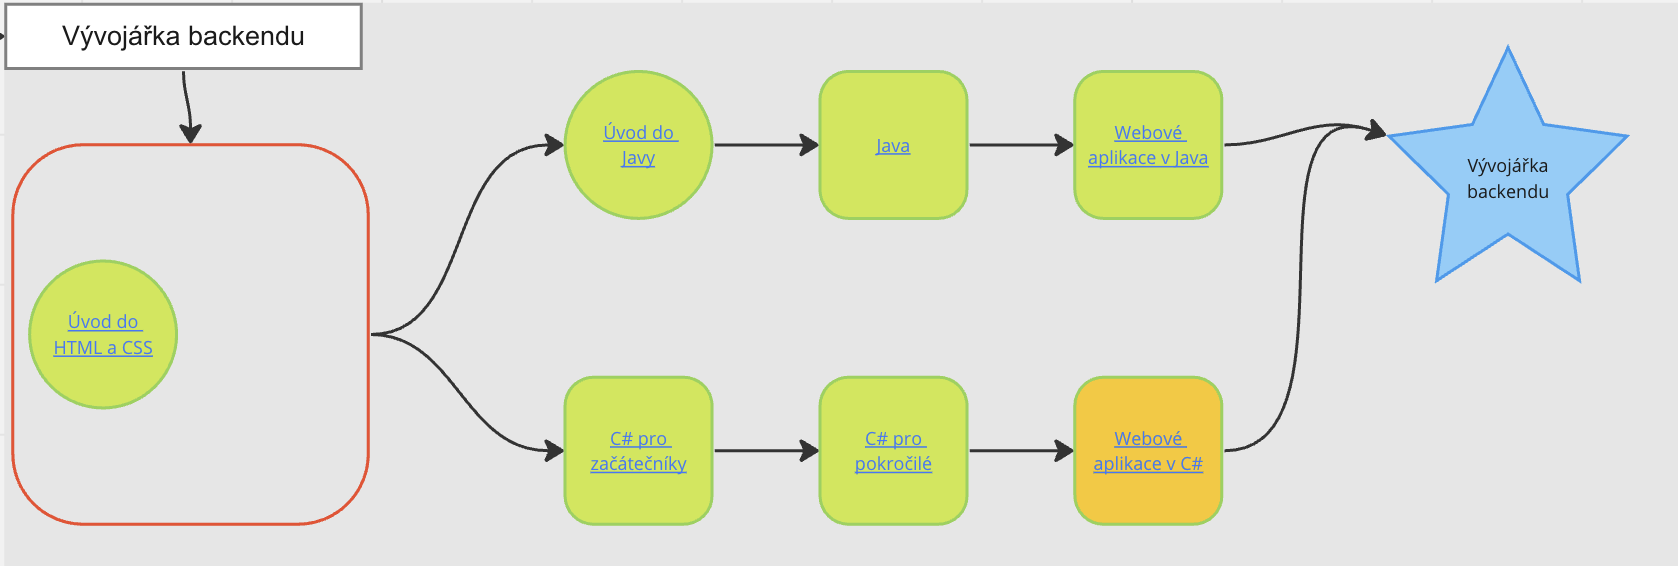 Vývojářka backendu
Úvod do
Javy
Java
Webové
aplikace v Java
Vývojářka
backendu
Úvod do
HTML a CSS
C# pro
začátečníky
C# pro
pokročilé
Webové
aplikace v C#